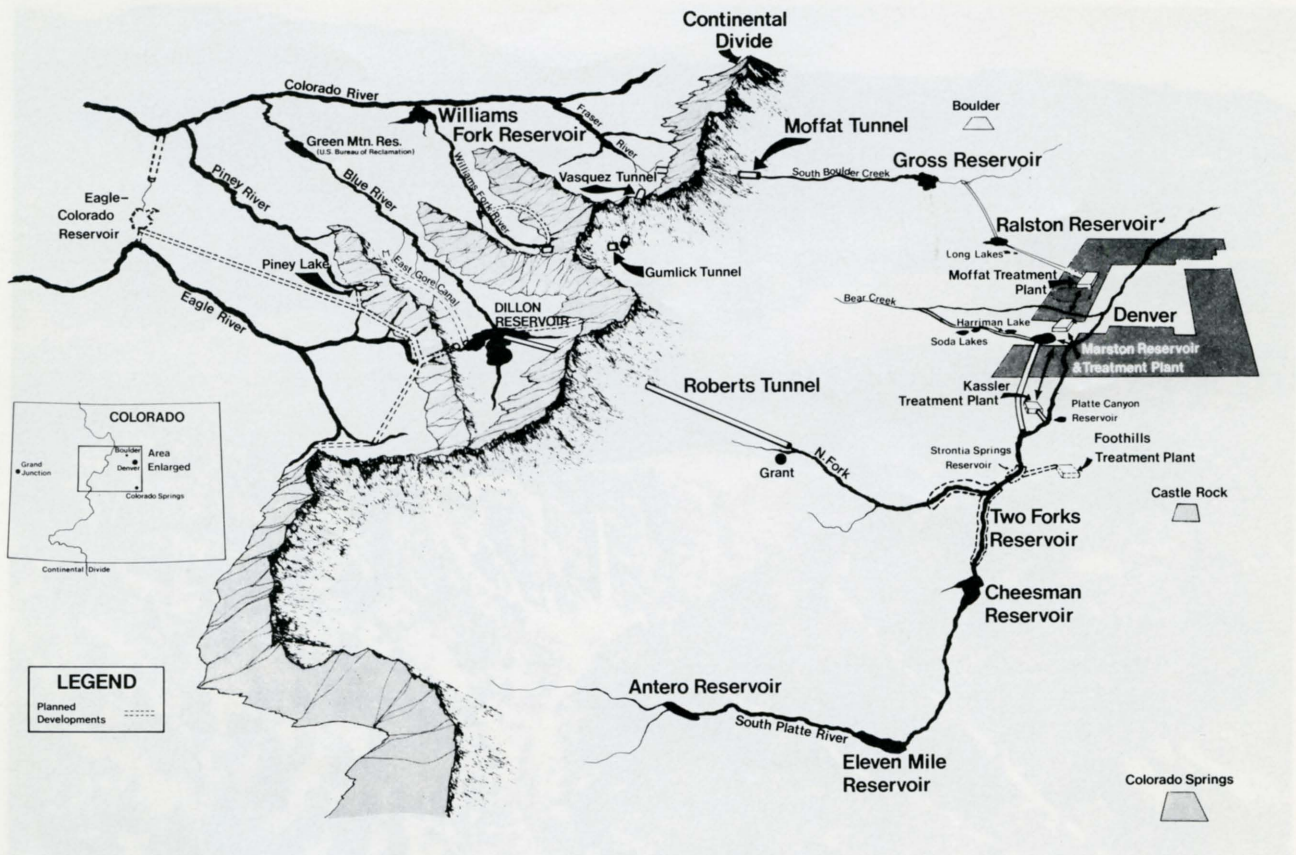 Continental
Divide
Colorado River
Williams
Fork Reservoir
Fraser
River
Moffat Tunnel
Boulder
Green Mtn. Res.
(U.S. Bureau of Reclamation)
Gross Reservoir
South Boulder Creek
Vasquez Tunnel
Piney River
Blue River
Williams Fork River
Eagle–
Colorado
Reservoir
Ralston Reservoir
Long Lakes
Gumlick Tunnel
Piney Lake
East Gore Canal
Moffat Treatment
Plant
Bear Creek
Eagle River
DILLON
RESERVOIR
Harriman Lake
Soda Lakes
Denver
Marston Reservoir
& Treatment Plant
Roberts Tunnel
Kassler
Treatment Plant
Platte Canyon
Reservoir
COLORADO
Grand
Junction
Boulder
Denver
Area
Enlarged
Colorado Springs
Continental Divide
Grant
N. Fork
Strontia Springs
Reservoir
Foothills
Treatment Plant
Castle Rock
Two Forks
Reservoir
Cheesman
Reservoir
LEGEND
Planned
Developments
Antero Reservoir
South Platte River
Eleven Mile
Reservoir
Colorado Springs